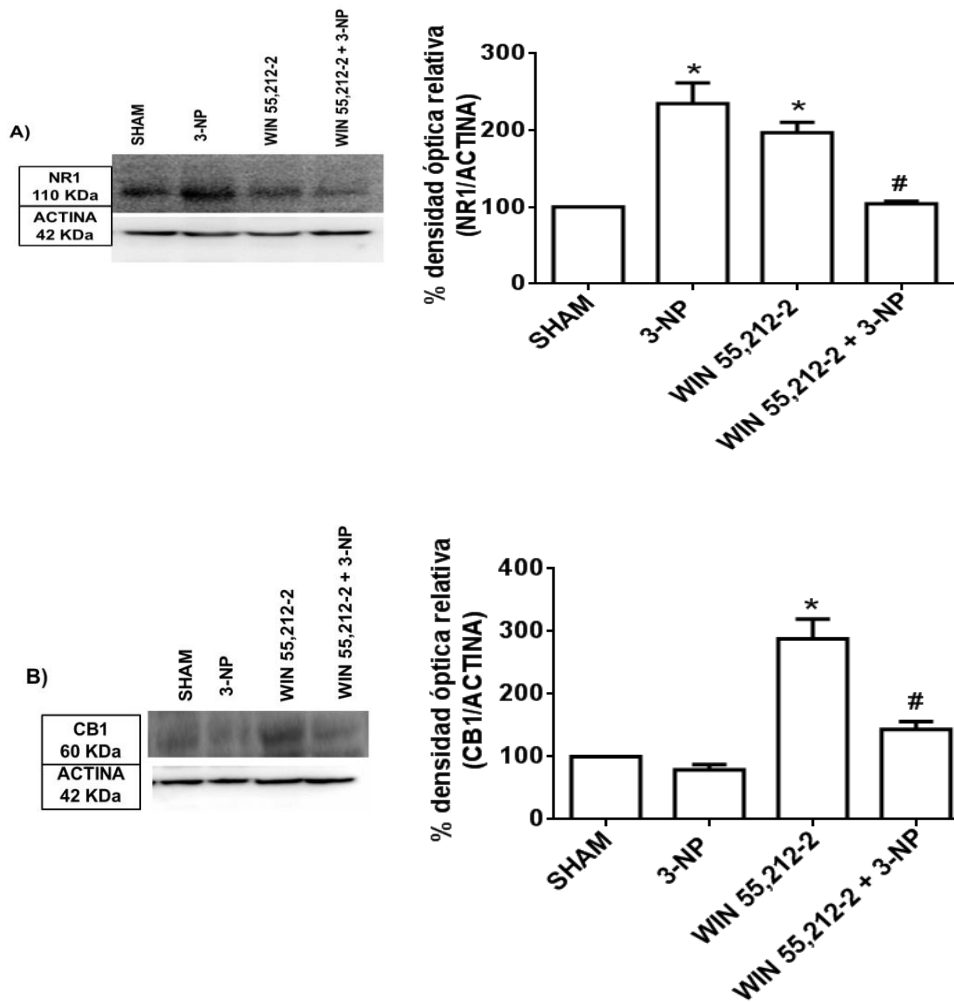 A)
SHAM
3-NP
WIN 55,212-2
WIN 55,212-2 + 3-NP
NR1
110 KDa
ACTINA
42 KDa
% densidad óptica relativa
(NR1/ACTINA)
300
200
100
0
*
*
#
SHAM
3-NP
WIN 55,212-2
WIN 55,212-2 + 3-NP
B)
SHAM
3-NP
WIN 55,212-2
WIN 55,212-2 + 3-NP
CB1
60 KDa
ACTINA
42 KDa
% densidad óptica relativa
(CB1/ACTINA)
400
300
200
100
0
*
#
SHAM
3-NP
WIN 55,212-2
WIN 55,212-2 + 3-NP